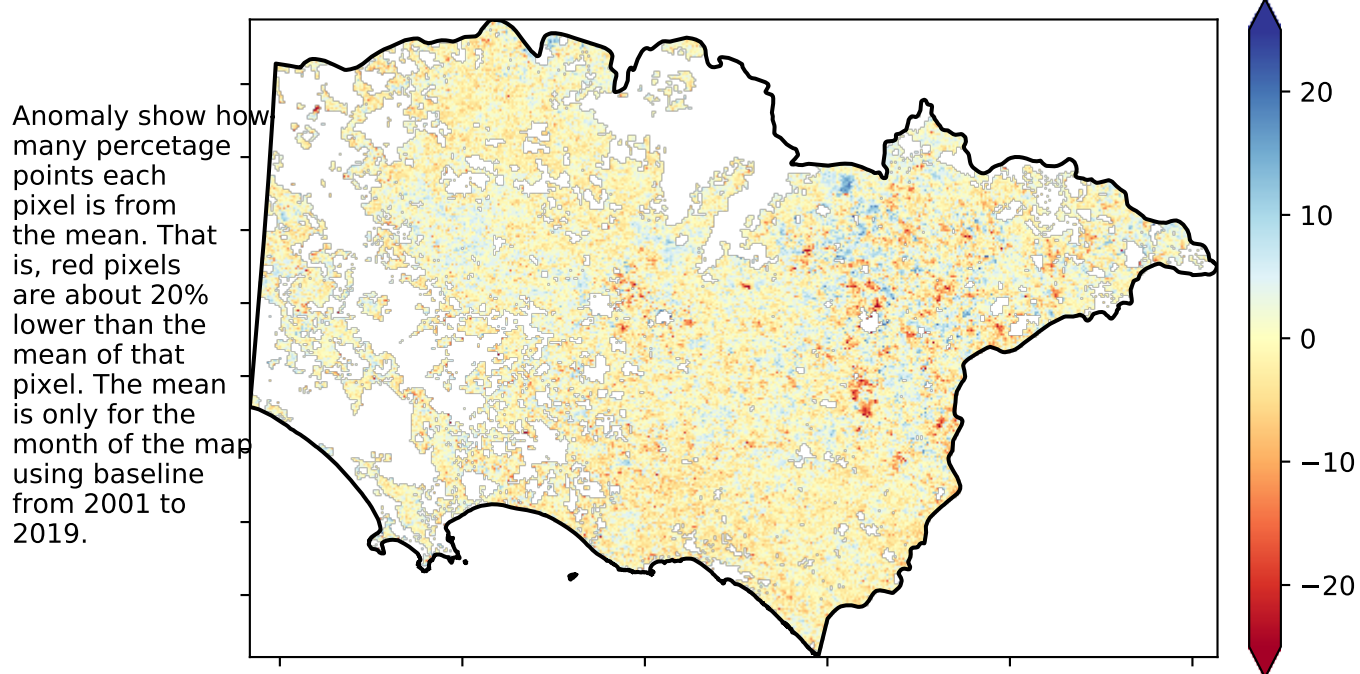 Anomaly show how
many percetage
points each
pixel is from
the mean. That
is, red pixels
are about 20%
lower than the
mean of that
pixel. The mean
is only for the
month of the map
using baseline
from 2001 to
2019.
20
10
0
−10
−20